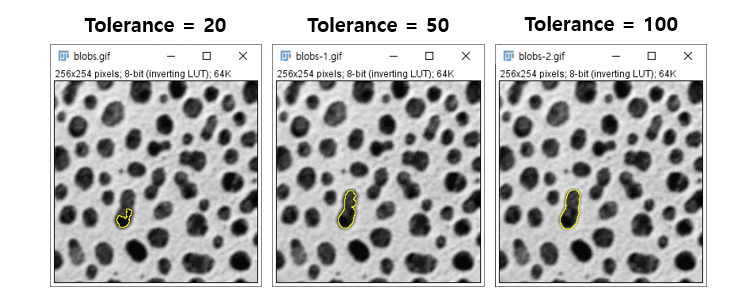 Tolerance = 20
Tolerance = 50
Tolerance = 100
blobs.gif
256x254 pixels; 8-bit (inverting LUT); 64K
blobs-1.gif
256x254 pixels; 8-bit (inverting LUT); 64K
blobs-2.gif
256x254 pixels; 8-bit (inverting LUT); 64K